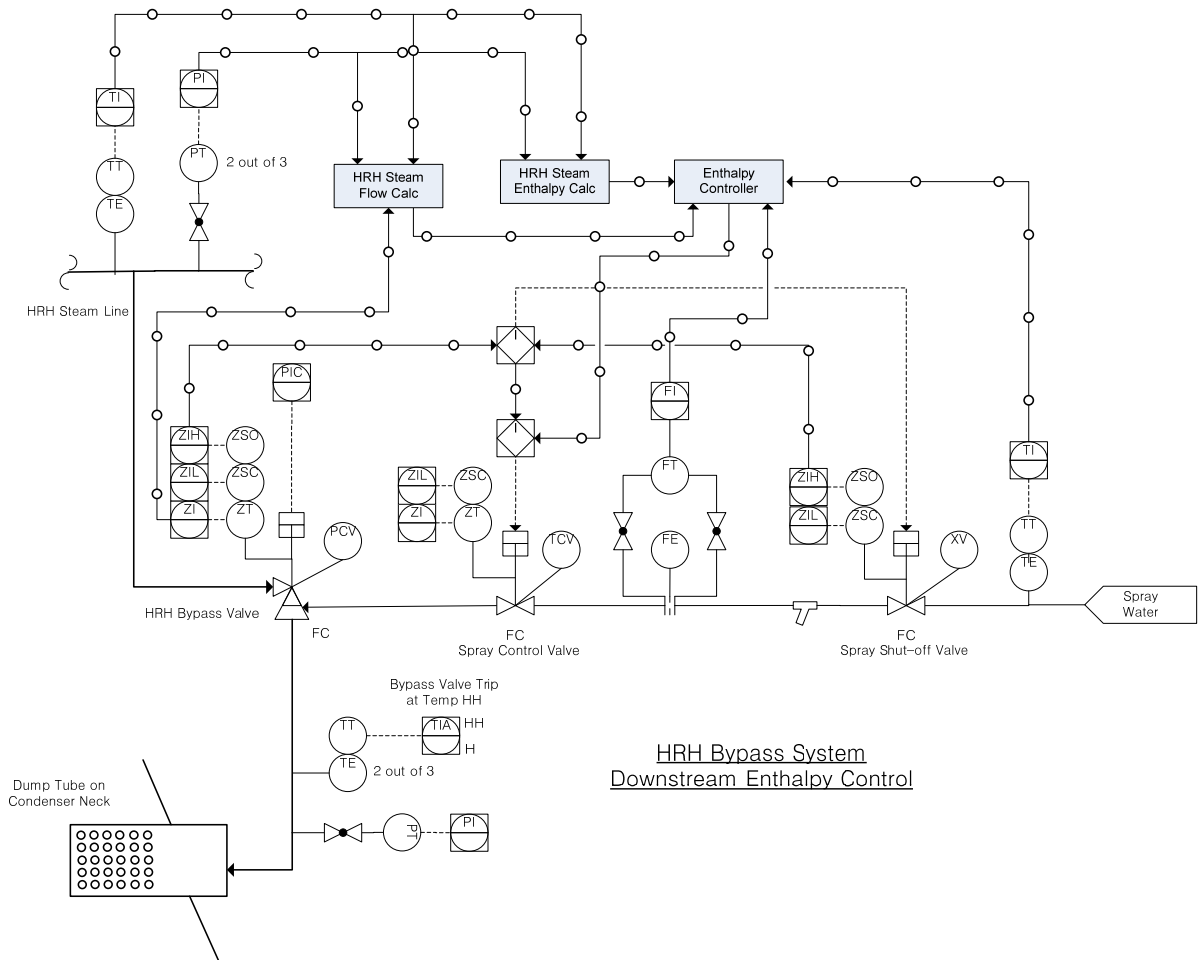 TI
PI
TT
PT
2 out of 3
TE
HRH Steam
Flow Calc
HRH Steam
Enthalpy Calc
Enthalpy
Controller
HRH Steam Line
I
PIC
FI
ZIH
ZSO
ZIL
ZSC
ZI
ZT
I
ZIL
ZSC
ZI
ZT
FT
ZIH
ZSO
ZIL
ZSC
TI
TT
TE
PCV
TCV
FE
XV
HRH Bypass Valve
FC
FC
Spray Control Valve
FC
Spray Shut-off Valve
Spray
Water
Bypass Valve Trip
at Temp HH
TT
TIA
HH
H
TE
2 out of 3
HRH Bypass System
Downstream Enthalpy Control
Dump Tube on
Condenser Neck
PT
PI